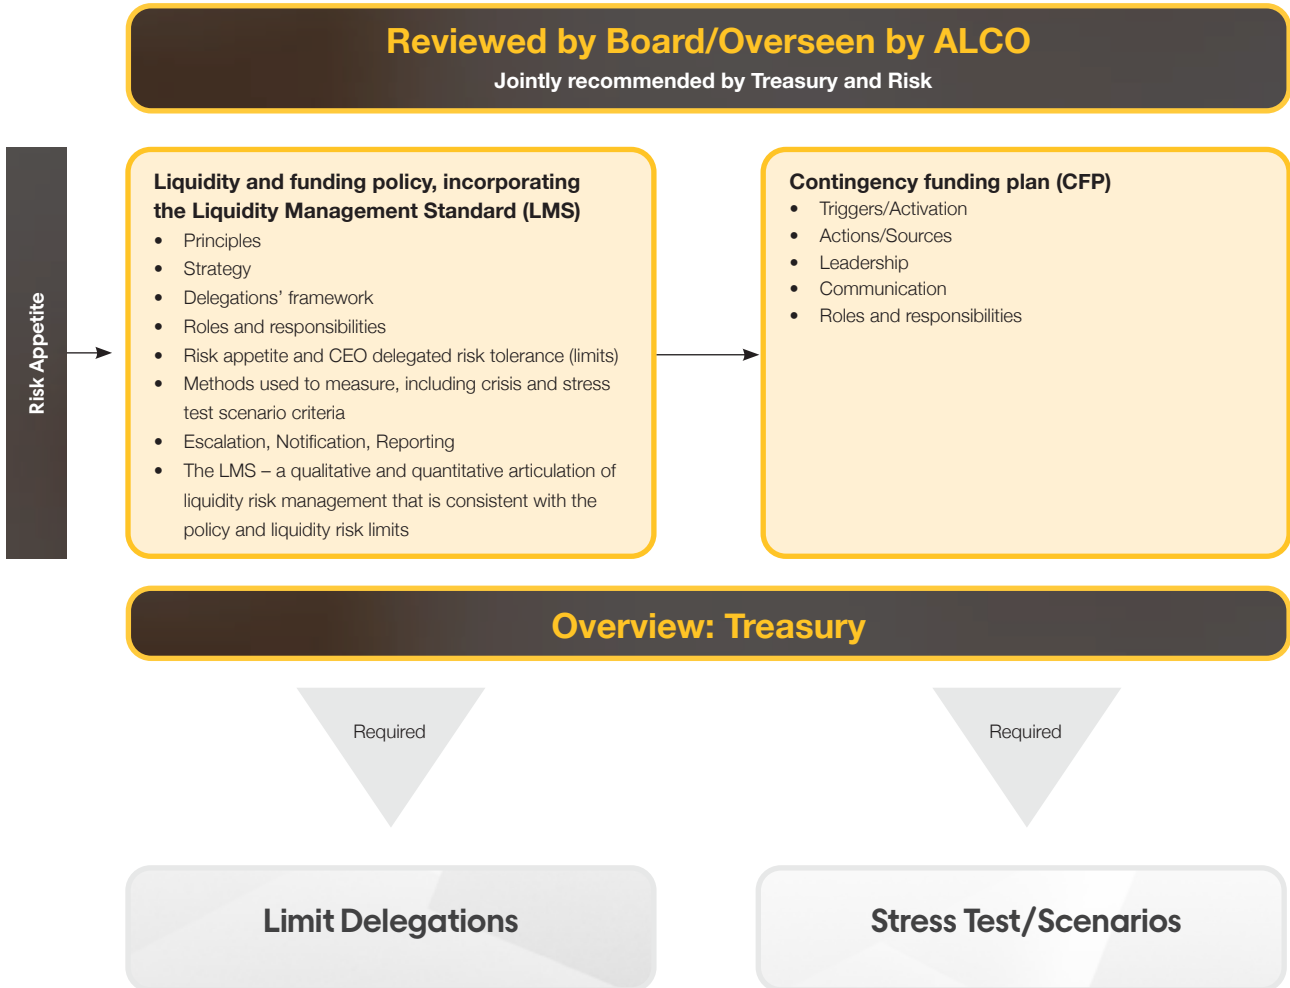 Reviewed by Board/Overseen by ALCO
Jointly recommended by Treasury and Risk
Risk Appetite
Liquidity and funding policy, incorporating
the Liquidity Management Standard (LMS)
• Principles
• Strategy
• Delegations’ framework
• Roles and responsibilities
• Risk appetite and CEO delegated risk tolerance (limits)
• Methods used to measure, including crisis and stress
test scenario criteria
• Escalation, Notification, Reporting
• The LMS – a qualitative and quantitative articulation of
liquidity risk management that is consistent with the
policy and liquidity risk limits
Contingency funding plan (CFP)
• Triggers/Activation
• Actions/Sources
• Leadership
• Communication
• Roles and responsibilities
Overview: Treasury
Required
Required
Limit Delegations
Stress Test/Scenarios